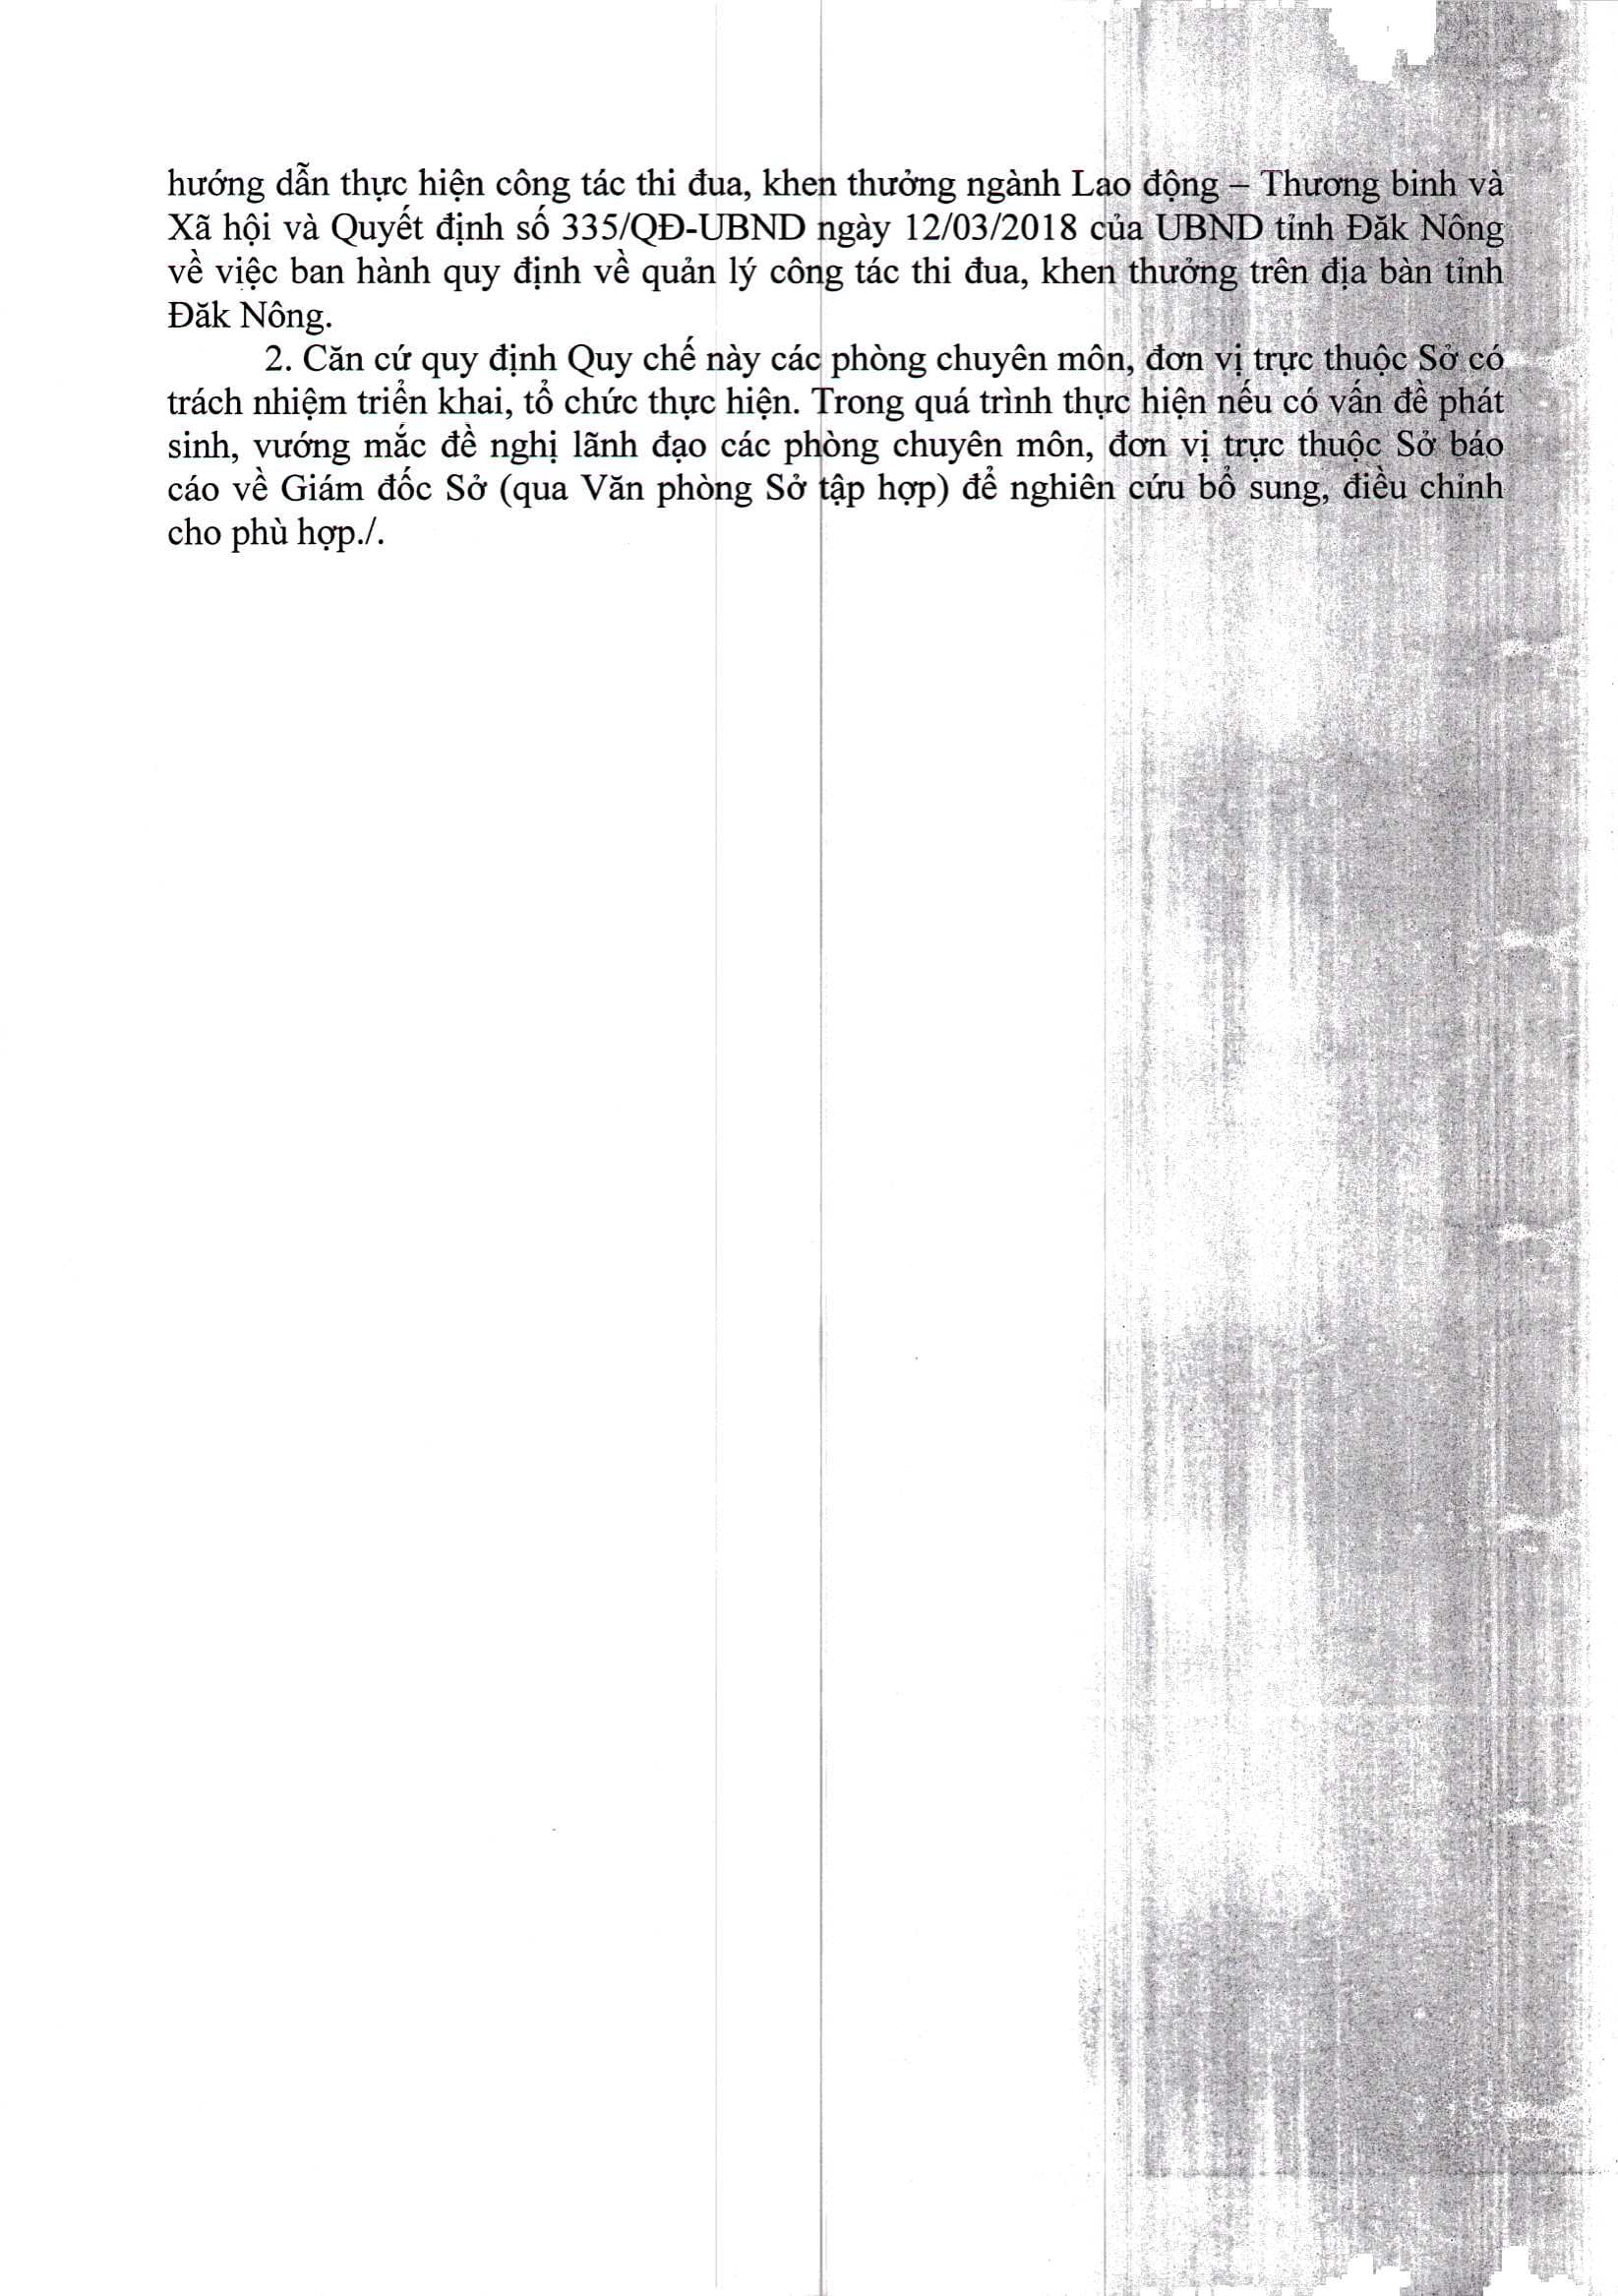 hướng dẫn thực hiện công tác thi đua, khen thưởng ngành Lao động – Thương binh và
Xã hội và Quyết định số 335/QĐ-UBND ngày 12/03/2018 của UBND tỉnh Đăk Nông
về việc ban hành quy định về quản lý công tác thi đua, khen thưởng trên địa bàn tỉnh
Đăk Nông.
2. Căn cứ quy định Quy chế này các phòng chuyên môn, đơn vị trực thuộc Sở có
trách nhiệm triển khai, tổ chức thực hiện. Trong quá trình thực hiện nếu có vấn đề phát
sinh, vướng mắc đề nghị lãnh đạo các phòng chuyên môn, đơn vị trực thuộc Sở báo
cáo về Giám đốc Sở (qua Văn phòng Sở tập hợp) để nghiên cứu bổ sung, điều chỉnh
cho phù hợp./.